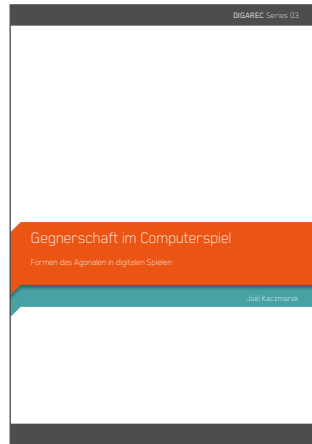 DIGAREC Series 03
Gegnerschaft im Computerspiel
Formen des Agonalen in digitalen Spielen
Joël Kaczmarek